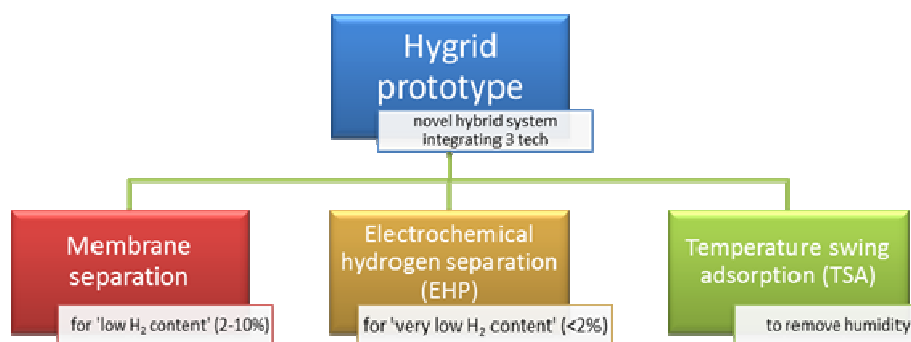 Hygrid
prototype
novel hybrid system
integrating 3 tech
Membrane
separation
for 'low H₂ content' (2-10%)
Electrochemical
hydrogen separation
(EHP)
for 'very low H₂ content' (<2%)
Temperature swing
adsorption (TSA)
to remove humidity